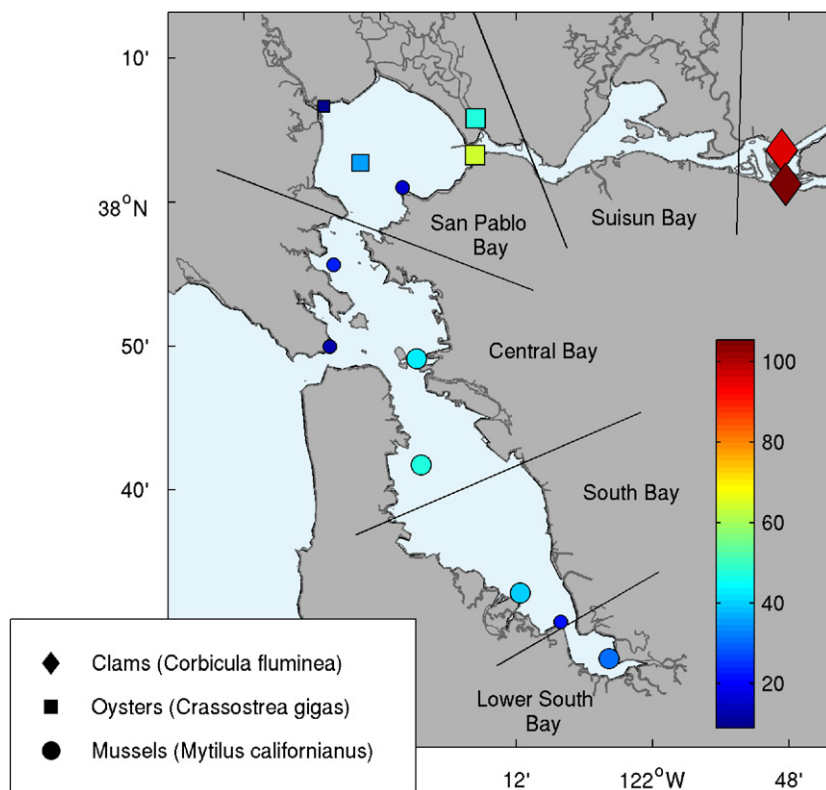 10'
38°N
San Pablo
Bay
Suisun Bay
50'
Central Bay
100
80
40'
South Bay
60
40
20
Clams (Corbicula fluminea)
Oysters (Crassostrea gigas)
Mussels (Mytilus californianus)
Lower South
Bay
12'
122°W
48'